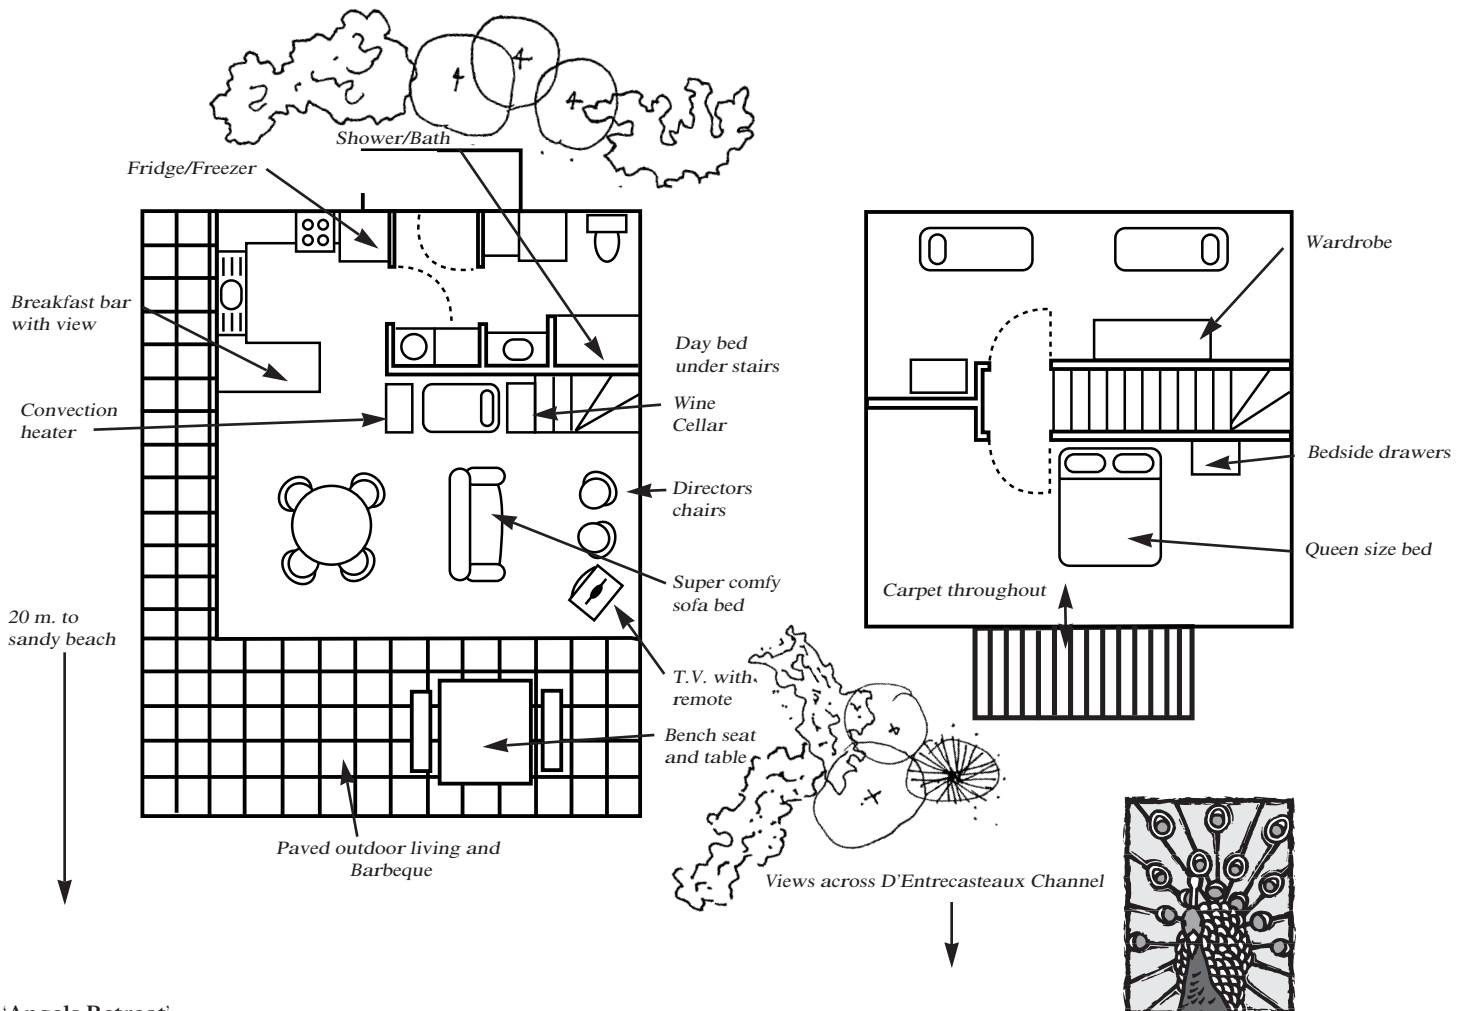 Shower/Bath
Fridge/Freezer
Breakfast bar
with view
Convection
heater
20 m. to
sandy beach
Day bed
under stairs
Wine
Cellar
Directors
chairs
Super comfy
sofa bed
T.V. with
remote
Bench seat
and table
Paved outdoor living and
Barbeque
Wardrobe
Bedside drawers
Queen size bed
Carpet throughout
Views across D'Entrecasteaux Channel
'Angels Retreat'